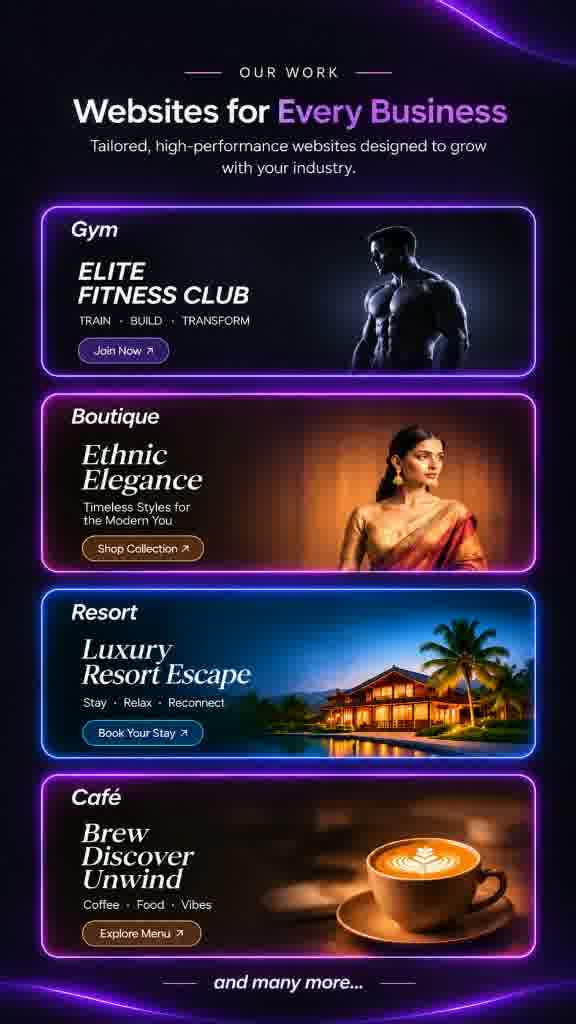 OUR WORK
Websites for Every Business
Tailored, high-performance websites designed to grow
with your industry.
Gym
ELITE
FITNESS CLUB
TRAIN · BUILD · TRANSFORM
Join Now ↗
Boutique
Ethnic
Elegance
Timeless Styles for
the Modern You
Shop Collection ↗
Resort
Luxury
Resort Escape
Stay · Relax · Reconnect
Book Your Stay ↗
Café
Brew
Discover
Unwind
Coffee · Food · Vibes
Explore Menu ↗
and many more...